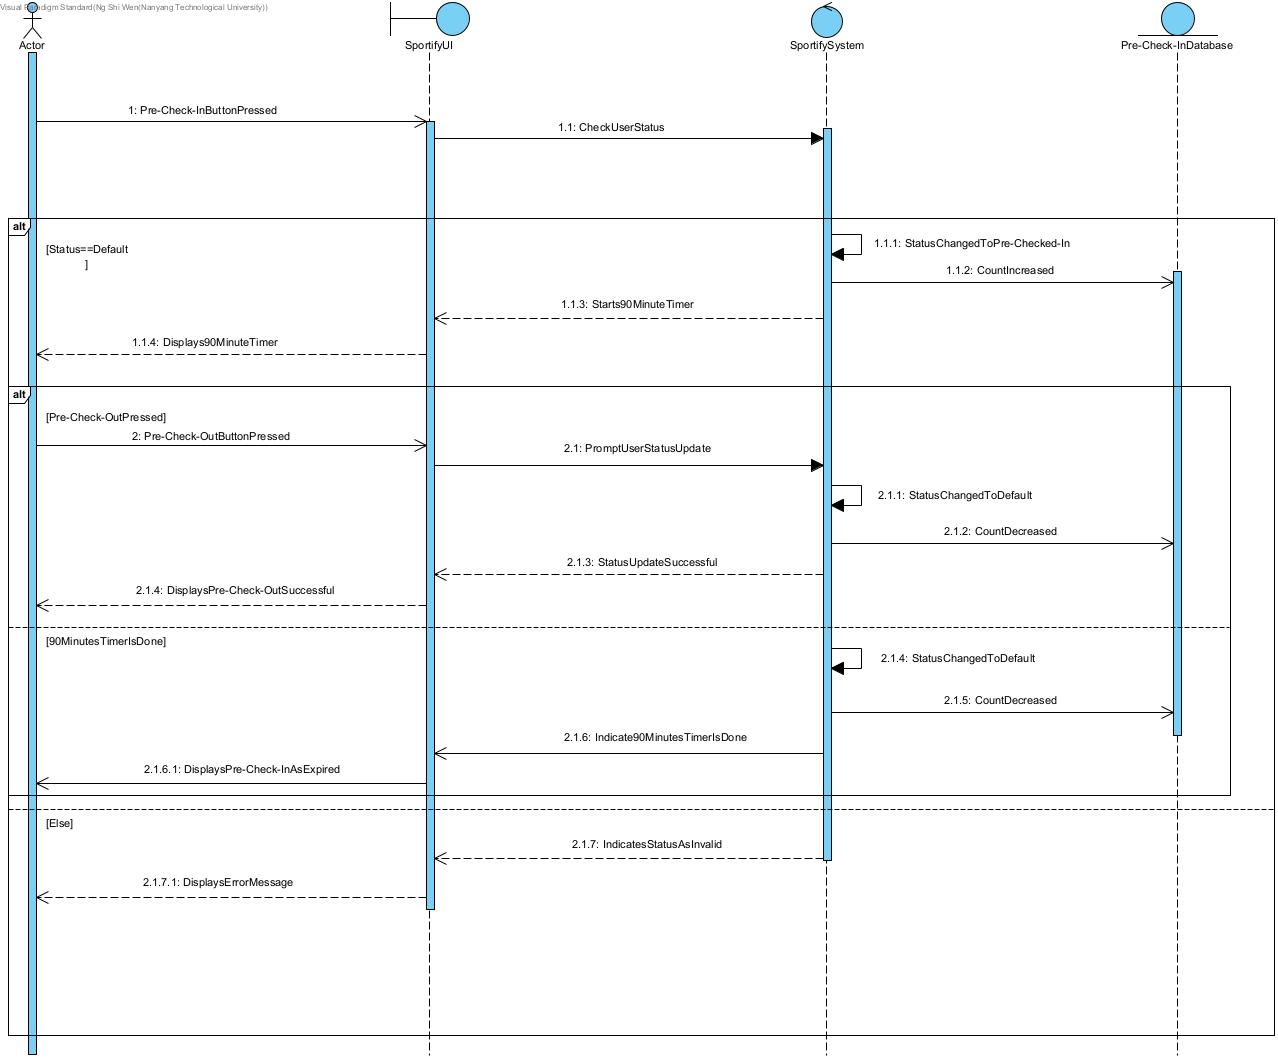 Visual Paradigm Standard(Ng Shi Wen(Nanyang Technological University))
Actor
SportifyUI
SportifySystem
Pre-Check-InDatabase
1: Pre-Check-InButtonPressed
1.1: CheckUserStatus
alt
[Status==Default
]
1.1.1: StatusChangedToPre-Checked-In
1.1.2: CountIncreased
1.1.3: Starts90MinuteTimer
1.1.4: Displays90MinuteTimer
alt
[Pre-Check-OutPressed]
2: Pre-Check-OutButtonPressed
2.1: PromptUserStatusUpdate
2.1.1: StatusChangedToDefault
2.1.2: CountDecreased
2.1.3: StatusUpdateSuccessful
2.1.4: DisplaysPre-Check-OutSuccessful
[90MinutesTimerIsDone]
2.1.4: StatusChangedToDefault
2.1.5: CountDecreased
2.1.6: Indicate90MinutesTimerIsDone
2.1.6.1: DisplaysPre-Check-InAsExpired
[Else]
2.1.7: IndicatesStatusAsInvalid
2.1.7.1: DisplaysErrorMessage